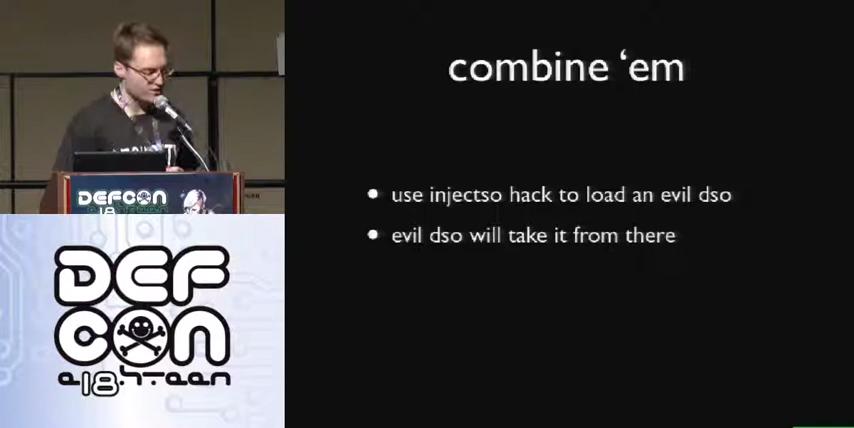 combine ‘em
• use injectso hack to load an evil dso
• evil dso will take it from there
DEFCON
18
DEF
CON
e18hteen